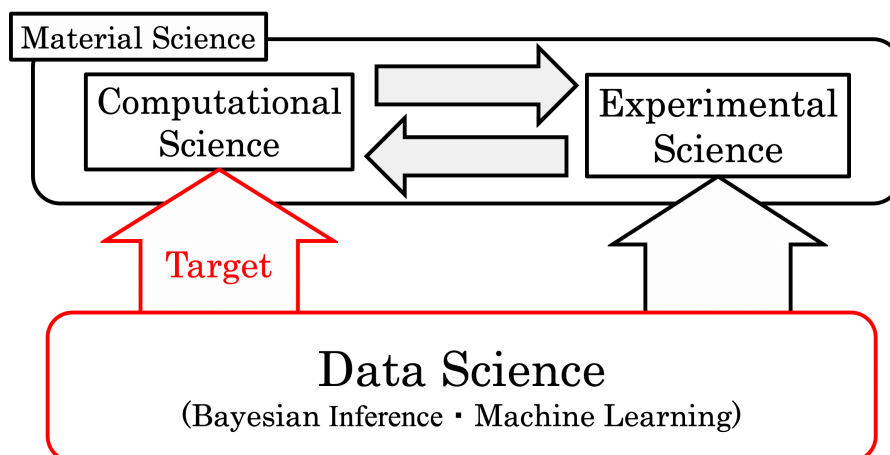 Material Science
Computational
Science
Experimental
Science
Target
Data Science
(Bayesian Inference・Machine Learning)